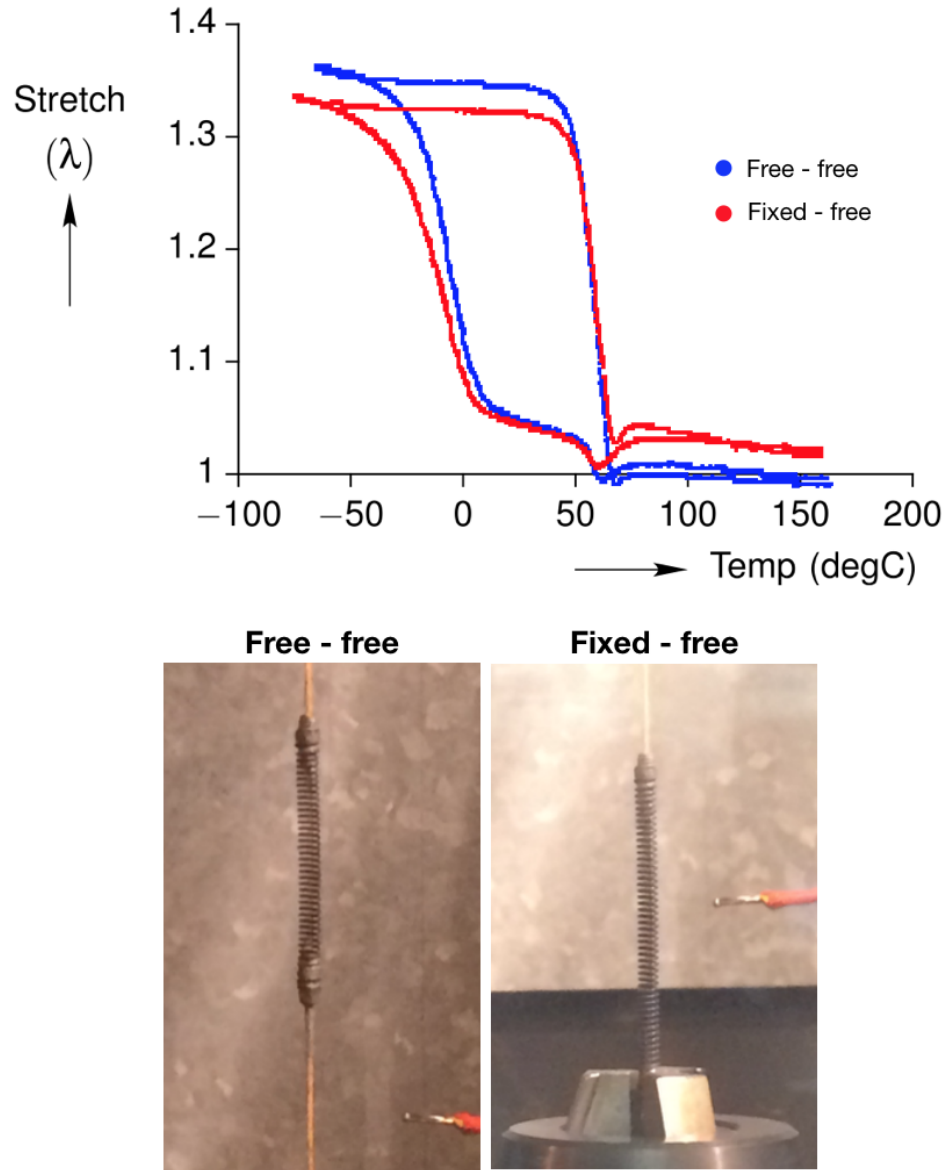 1.4
Stretch
(λ)
1.3
Free - free
Fixed - free
1.2
1.1
1
−100 −50 0 50 100 150 200
Temp (degC)
Free - free Fixed - free